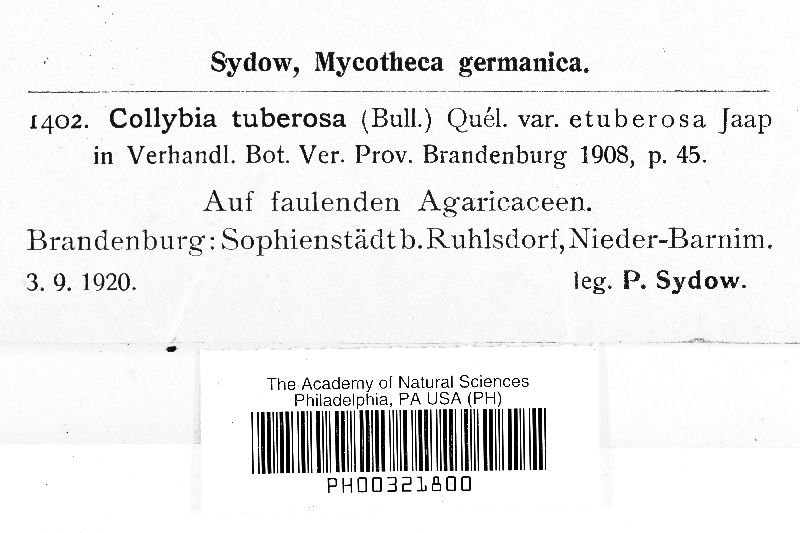 Sydow, Mycotheca germanica.
1402. Collybia tuberosa (Bull.) Quél. var. etuberosa Jaap
in Verhandl. Bot. Ver. Prov. Brandenburg 1908, p. 45.
Auf faulenden Agaricaceen.
Brandenburg: Sophienstädt b. Ruhlsdorf, Nieder-Barnim.
3. 9. 1920. leg. P. Sydow.
The Academy of Natural Sciences
Philadelphia, PA USA (PH)
PH00321800